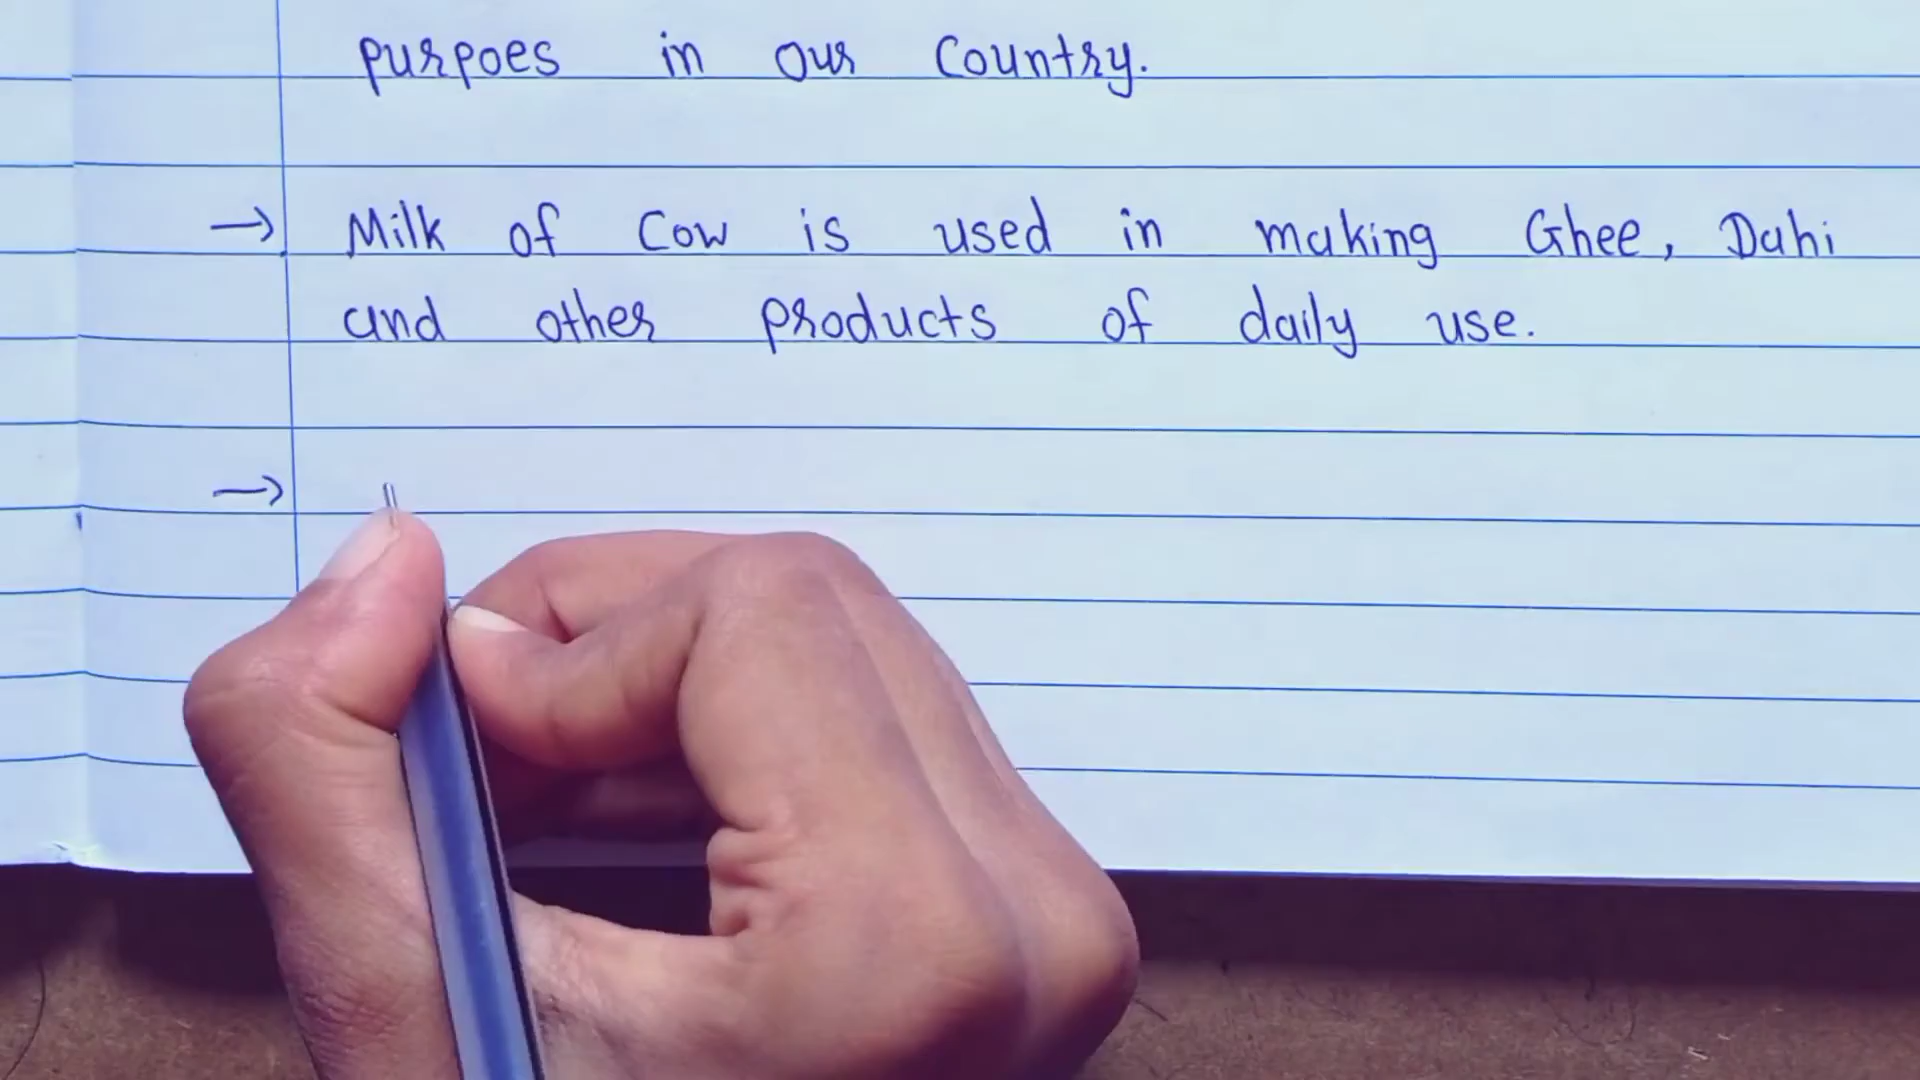 purpoes in our Country.
→ Milk of Cow is used in making Ghee, Dahi
and other products of daily use.
→